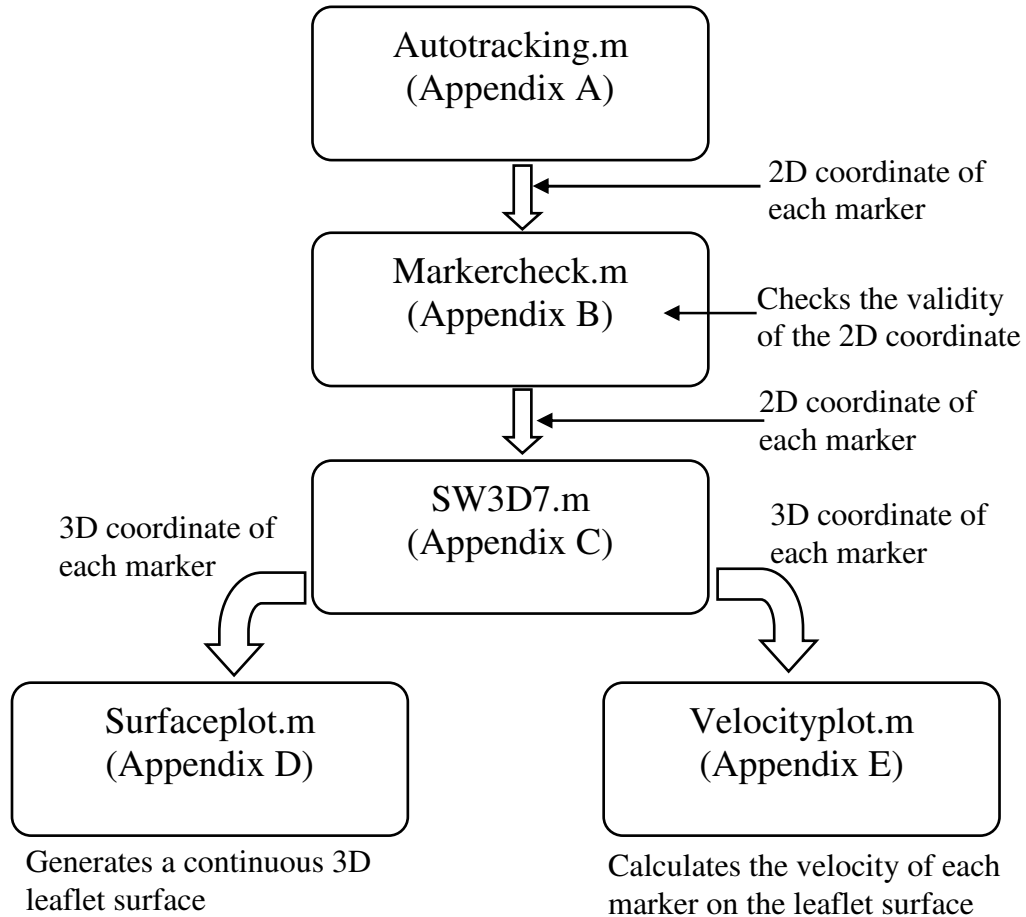 Autotracking.m
(Appendix A)
2D coordinate of
each marker
Markercheck.m
(Appendix B)
Checks the validity
of the 2D coordinate
2D coordinate of
each marker
SW3D7.m
(Appendix C)
3D coordinate of
each marker
3D coordinate of
each marker
Surfaceplot.m
(Appendix D)
Velocityplot.m
(Appendix E)
Generates a continuous 3D
leaflet surface
Calculates the velocity of each
marker on the leaflet surface